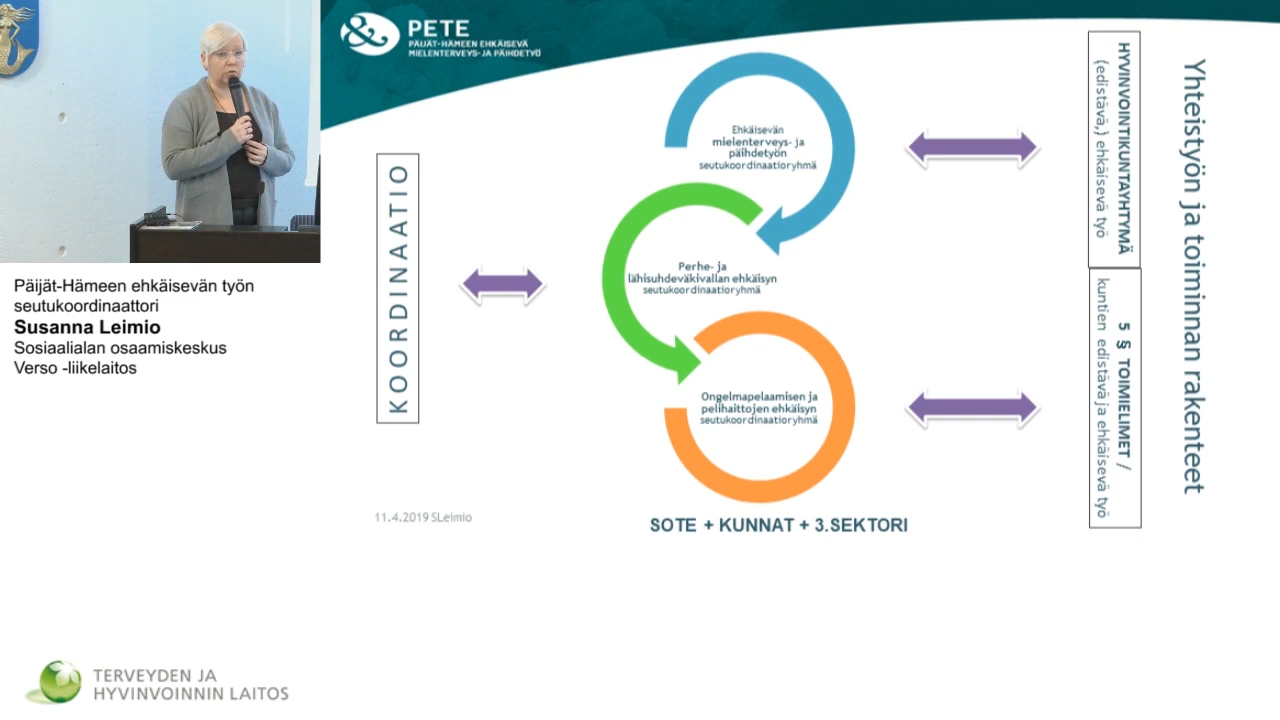 PETE
PÄIJÄT-HÄMEEN EHKÄISEVÄ
MIELENTERVEYS- JA PÄIHDETYÖ
Päijät-Hämeen ehkäisevän työn
seutukoordinaattori
Susanna Leimio
Sosiaalialan osaamiskeskus
Verso -liikelaitos
KOORDINAATIO
Ehkäisevän
mielenterveys- ja
päihdetyön
seutukoordinaatioryhmä
Perhe- ja
lähisuhdeväkivallan ehkäisyn
seutukoordinaatioryhmä
Ongelmapelaamisen ja
pelihaittojen ehkäisyn
seutukoordinaatioryhmä
SOTE + KUNNAT + 3.SEKTORI
HYVINVOINTIKUNTAYHTYMÄ
(edistävä,) ehkäisevä työ
5 § TOIMIELIMET /
kuntien edistävä ja ehkäisevä työ
Yhteistyön ja toiminnan rakenteet
11.4.2019 SLeimio
TERVEYDEN JA
HYVINVOINNIN LAITOS